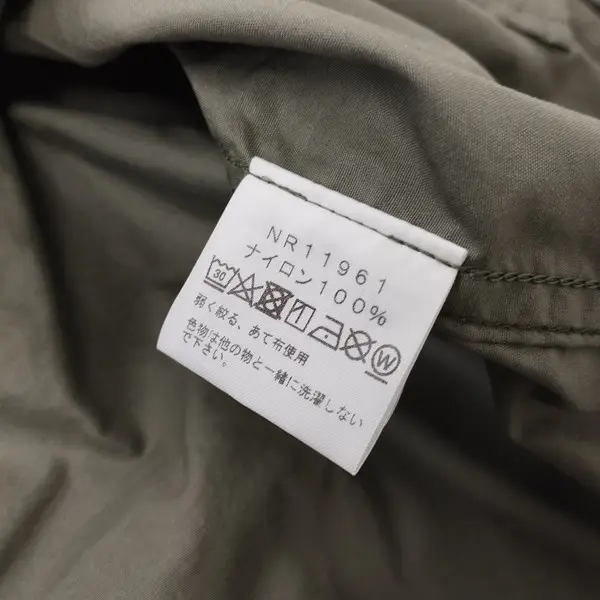 NR11961
ナイロン100%
30 W
弱く絞る、あて布使用
色物は他の物と一緒に洗濯しない
で下さい。